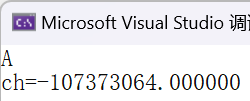 Microsoft Visual Studio 调
A
ch=-107373064.000000